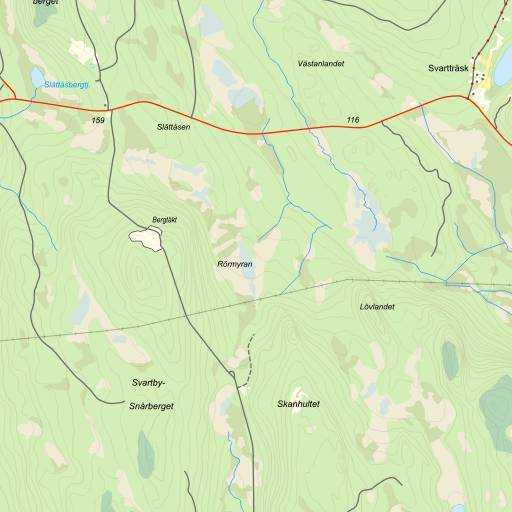 berget
Västanlandet
Svartträsk
Slättåsbergtj.
159
116
Slättåsen
Bergtäkt
Rörmyran
Lövlandet
Svartby-
Snårberget
Skanhultet